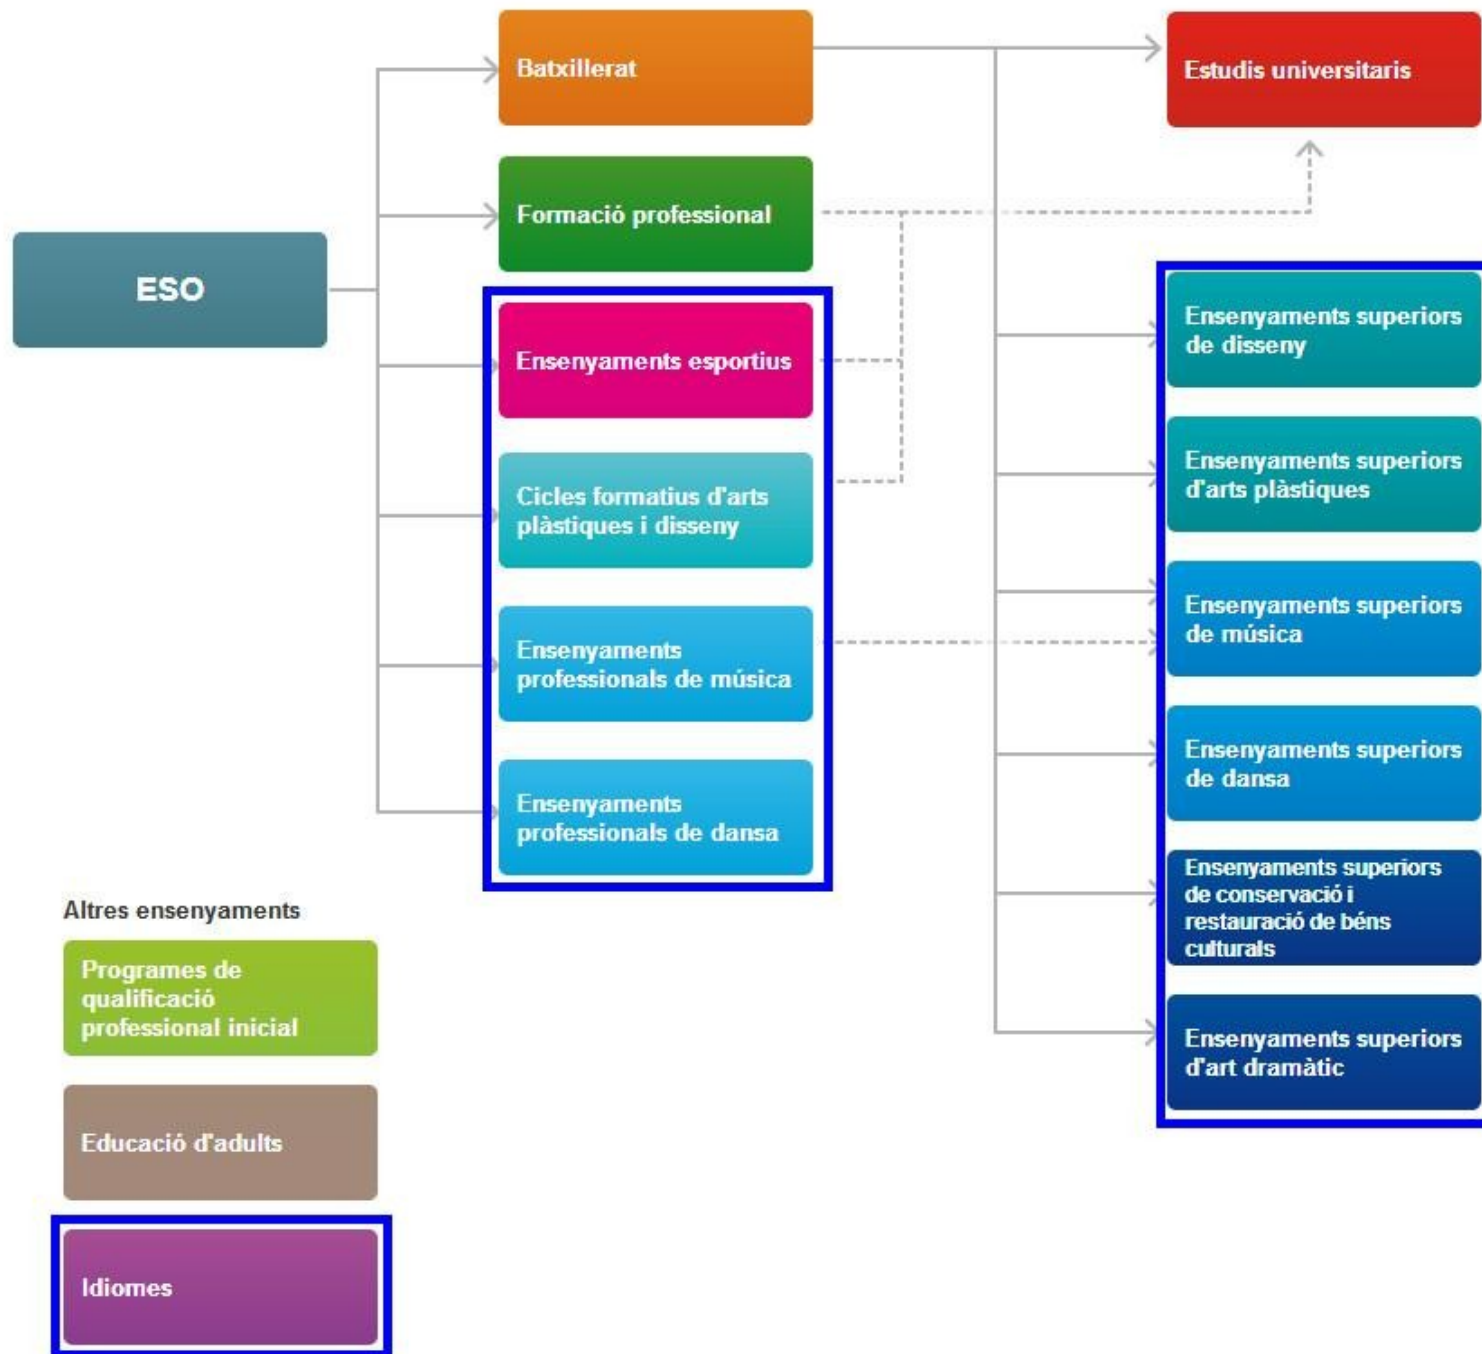 Batxillerat
Estudis universitaris
Formació professional
ESO
Ensenyaments esportius
Cicles formatius d'arts
plàstiques i disseny
Ensenyaments
professionals de música
Ensenyaments
professionals de dansa
Ensenyaments superiors
de disseny
Ensenyaments superiors
d'arts plàstiques
Ensenyaments superiors
de música
Ensenyaments superiors
de dansa
Ensenyaments superiors
de conservació i
restauració de béns
culturals
Ensenyaments superiors
d'art dramàtic
Altres ensenyaments
Programes de
qualificació
professional inicial
Educació d'adults
Idiomes